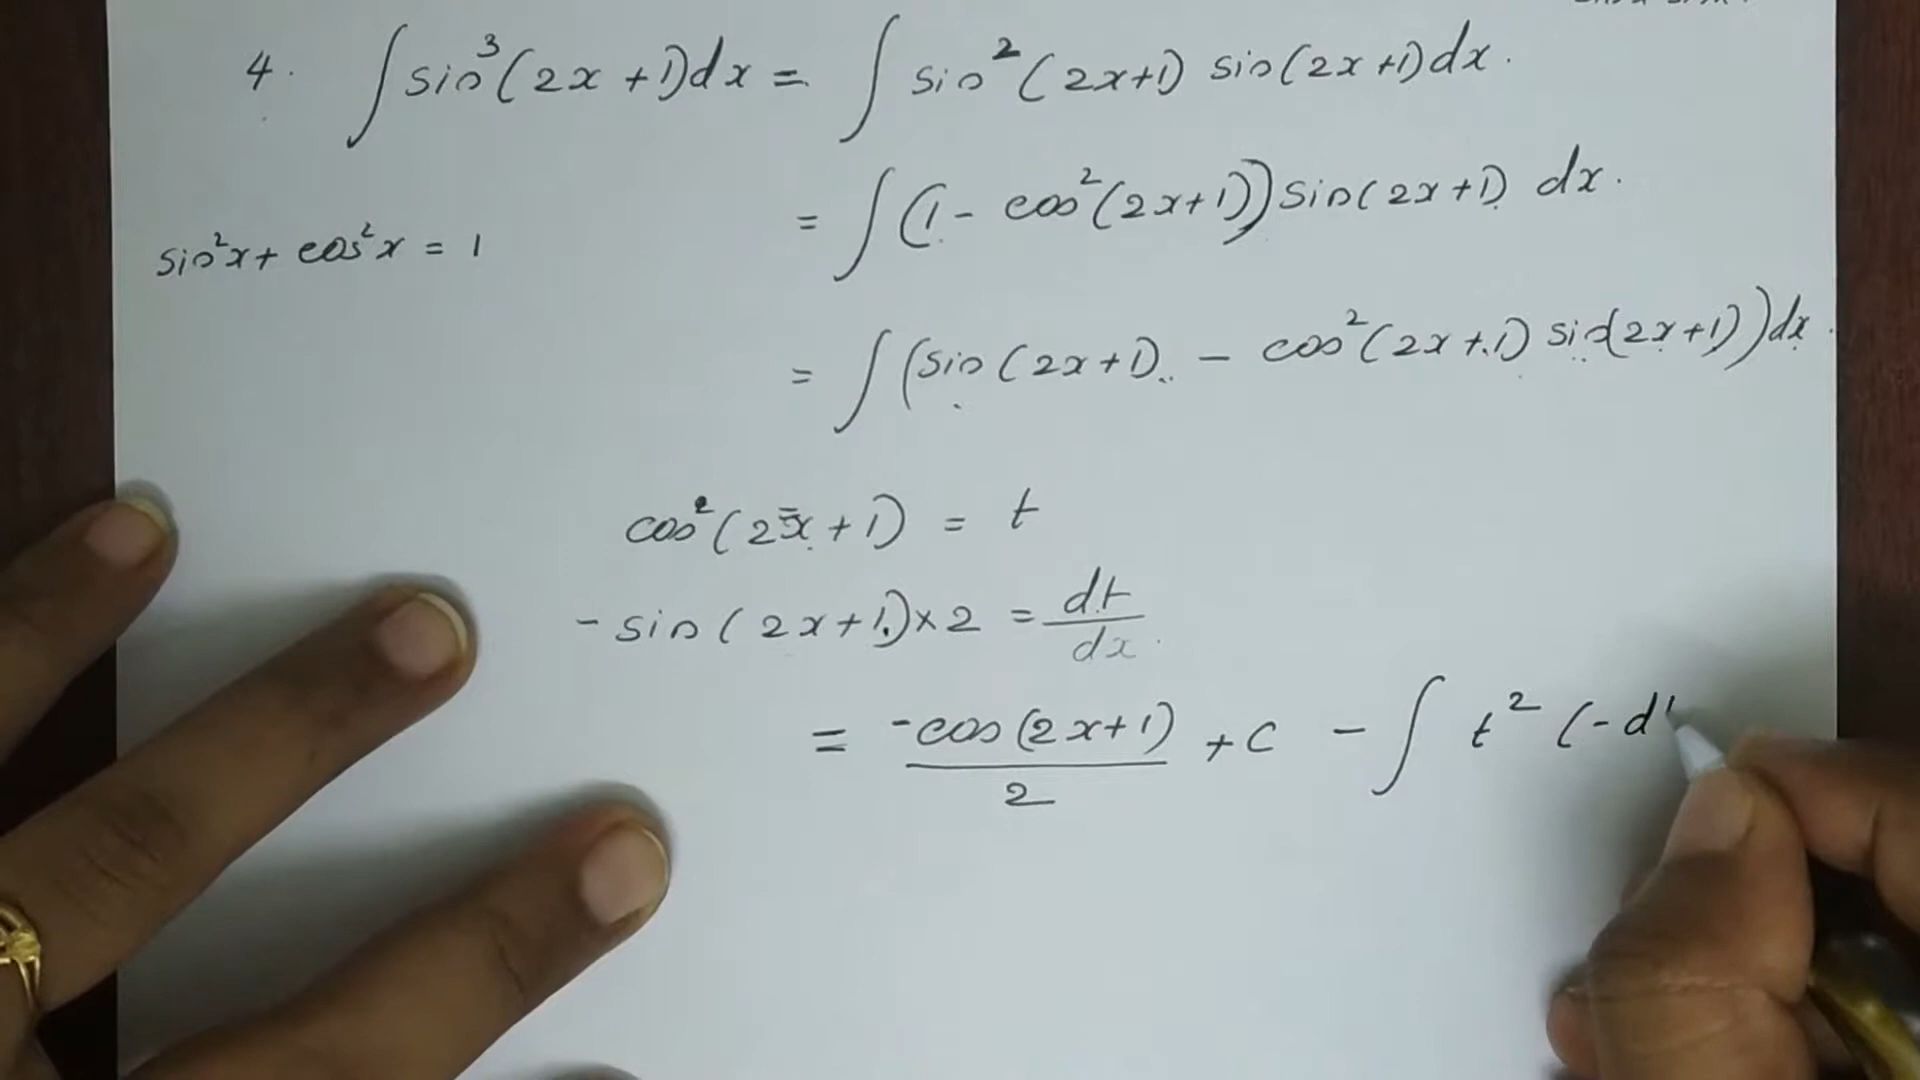 4. ∫ sin³(2x+1)dx = ∫ sin²(2x+1) sin(2x+1)dx.
= ∫ (1 - cos²(2x+1)) sin(2x+1) dx.
sin²x + cos²x = 1
= ∫ (sin(2x+1) - cos²(2x+1) sin(2x+1))dx.
cos²(2x+1) = t
- sin(2x+1)×2 = dt/dx
= -cos(2x+1)/2 + c - ∫ t² (-d